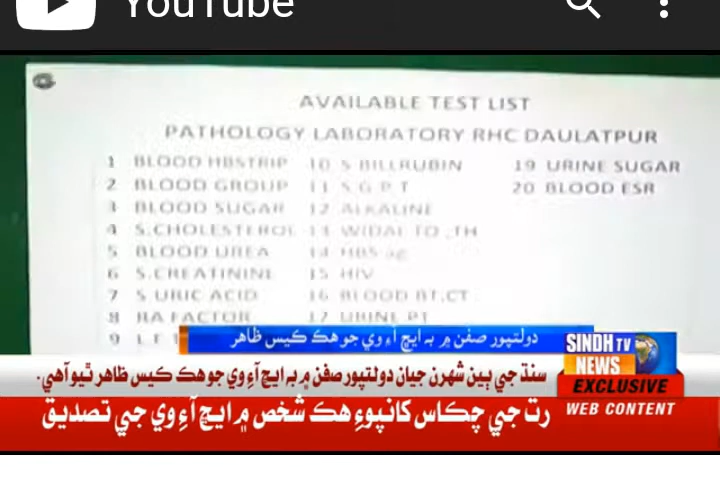 YouTube
AVAILABLE TEST LIST
PATHOLOGY LABORATORY RHC DAULATPUR
1 BLOOD HBSTRIP 10 S BILLRUBIN 19 URINE SUGAR
2 BLOOD GROUP 11 S.G.P.T 20 BLOOD ESR
3 BLOOD SUGAR 12 ALKALINE
4 S.CHOLESTEROL 13 WIDAL TO ,TH
5 BLOOD UREA 14 HBS ag
6 S.CREATININE 15 HIV
7 S.URIC ACID 16 BLOOD BT.CT
8 RA FACTOR 17 URINE PT
9
دولتپور صفن ۾ بہ ايڇ آءِ وي جو هڪ ڪيس ظاهر
SINDH TV
NEWS
سنڌ جي ٻين شهرن جيان دولتپور صفن ۾ بہ ايڇ آءِ وي جو هڪ ڪيس ظاهر ٿيو آهي.
EXCLUSIVE
رت جي چڪاس کانپوءِ هڪ شخص ۾ ايڇ آءِ وي جي تصديق
WEB CONTENT